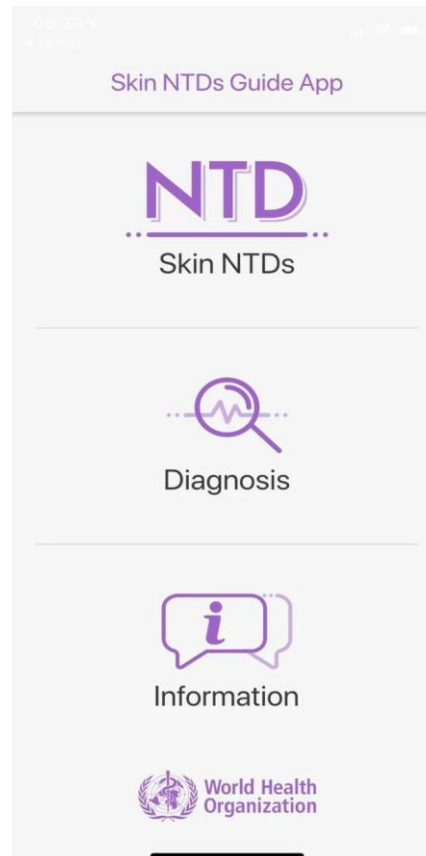 Skin NTDs Guide App
NTD
Skin NTDs
Diagnosis
i
Information
World Health
Organization